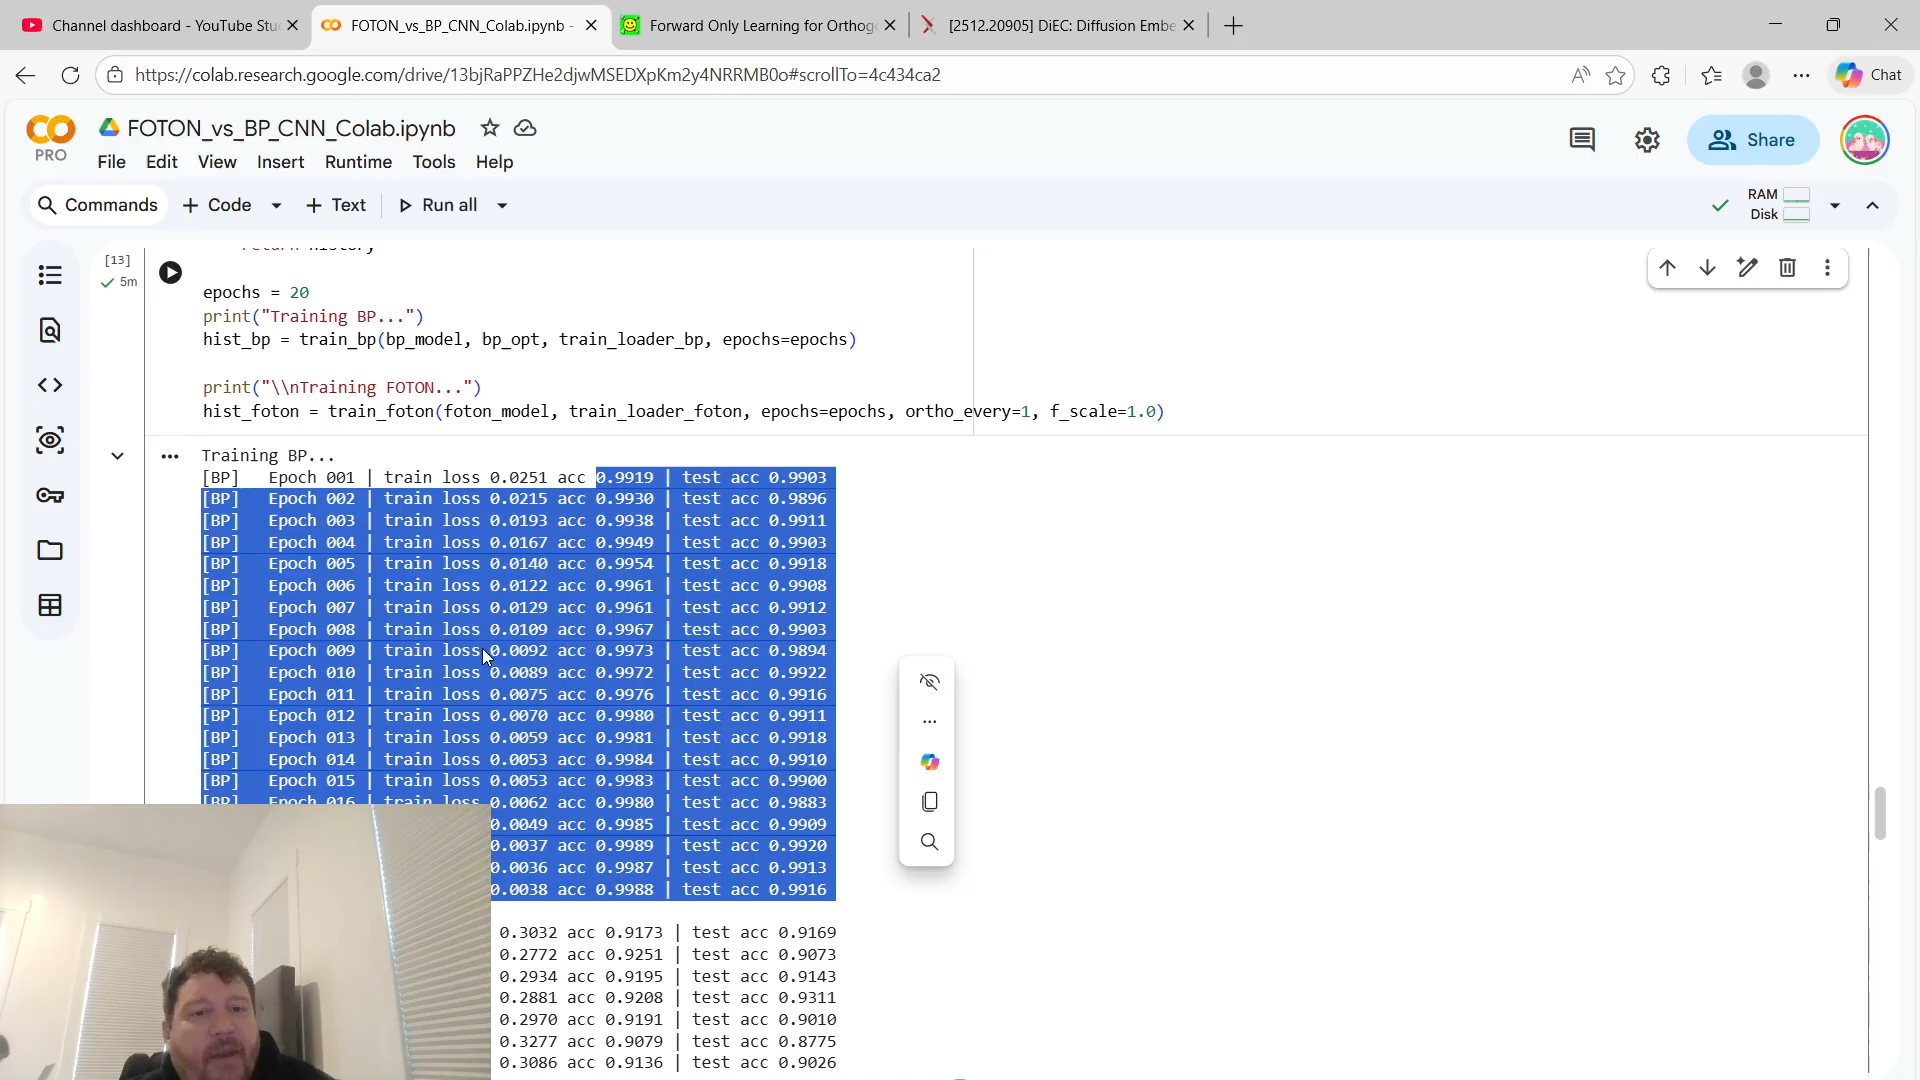 Channel dashboard - YouTube Stu
FOTON_vs_BP_CNN_Colab.ipynb -
Forward Only Learning for Orthogo
[2512.20905] DiEC: Diffusion Embe
https://colab.research.google.com/drive/13bjRaPPZHe2djwMSEDXpKm2y4NRRMB0o#scrollTo=4c434ca2
Chat
PRO
FOTON_vs_BP_CNN_Colab.ipynb
File Edit View Insert Runtime Tools Help
Share
Commands + Code + Text Run all
RAM
Disk
return history
[13]
5m
epochs = 20
print("Training BP...")
hist_bp = train_bp(bp_model, bp_opt, train_loader_bp, epochs=epochs)
print("\\nTraining FOTON...")
hist_foton = train_foton(foton_model, train_loader_foton, epochs=epochs, ortho_every=1, f_scale=1.0)
Training BP...
[BP] Epoch 001 | train loss 0.0251 acc 0.9919 | test acc 0.9903
[BP] Epoch 002 | train loss 0.0215 acc 0.9930 | test acc 0.9896
[BP] Epoch 003 | train loss 0.0193 acc 0.9938 | test acc 0.9911
[BP] Epoch 004 | train loss 0.0167 acc 0.9949 | test acc 0.9903
[BP] Epoch 005 | train loss 0.0140 acc 0.9954 | test acc 0.9918
[BP] Epoch 006 | train loss 0.0122 acc 0.9961 | test acc 0.9908
[BP] Epoch 007 | train loss 0.0129 acc 0.9961 | test acc 0.9912
[BP] Epoch 008 | train loss 0.0109 acc 0.9967 | test acc 0.9903
[BP] Epoch 009 | train loss 0.0092 acc 0.9973 | test acc 0.9894
[BP] Epoch 010 | train loss 0.0089 acc 0.9972 | test acc 0.9922
[BP] Epoch 011 | train loss 0.0075 acc 0.9976 | test acc 0.9916
[BP] Epoch 012 | train loss 0.0070 acc 0.9980 | test acc 0.9911
[BP] Epoch 013 | train loss 0.0059 acc 0.9981 | test acc 0.9918
[BP] Epoch 014 | train loss 0.0053 acc 0.9984 | test acc 0.9910
[BP] Epoch 015 | train loss 0.0053 acc 0.9983 | test acc 0.9900
[BP] Epoch 016 | train loss 0.0062 acc 0.9980 | test acc 0.9883
0.0049 acc 0.9985 | test acc 0.9909
0.0037 acc 0.9989 | test acc 0.9920
0.0036 acc 0.9987 | test acc 0.9913
0.0038 acc 0.9988 | test acc 0.9916
0.3032 acc 0.9173 | test acc 0.9169
0.2772 acc 0.9251 | test acc 0.9073
0.2934 acc 0.9195 | test acc 0.9143
0.2881 acc 0.9208 | test acc 0.9311
0.2970 acc 0.9191 | test acc 0.9010
0.3277 acc 0.9079 | test acc 0.8775
0.3086 acc 0.9136 | test acc 0.9026